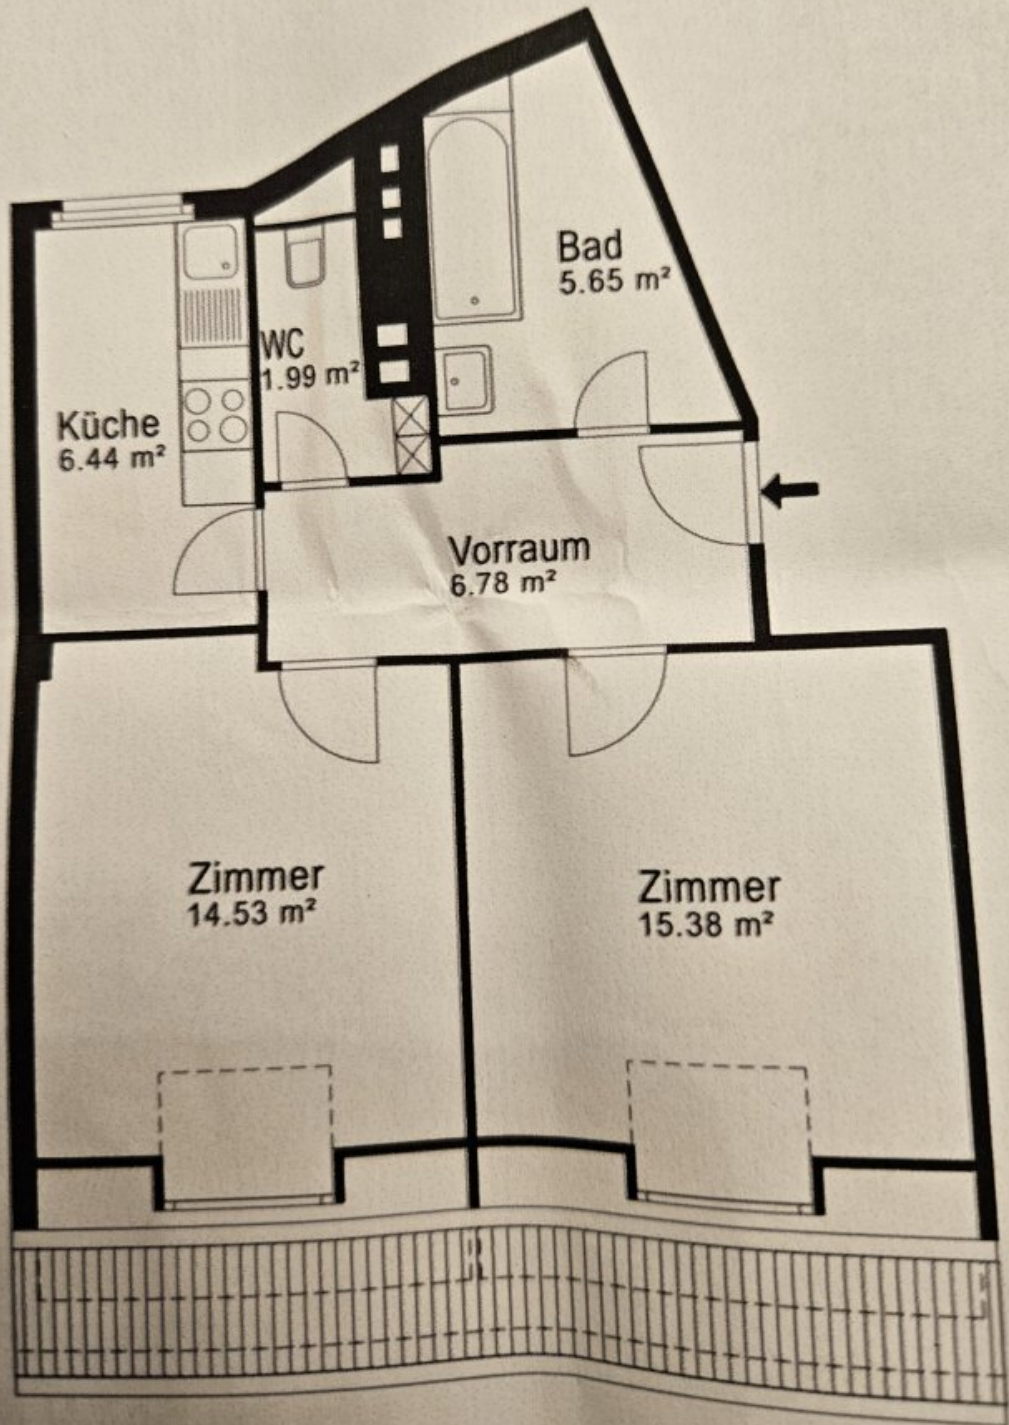 Bad
5.65 m²
WC
1.99 m²
Küche
6.44 m²
Vorraum
6.78 m²
Zimmer
14.53 m²
Zimmer
15.38 m²